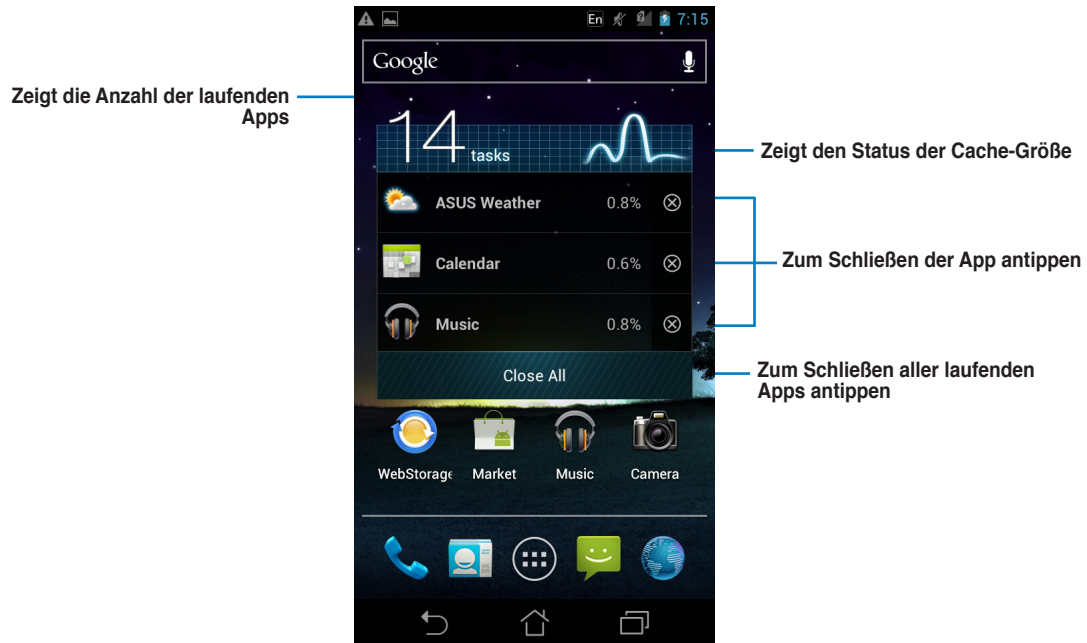 En 7:15
Google
Zeigt die Anzahl der laufenden
Apps
14 tasks
Zeigt den Status der Cache-Größe
ASUS Weather 0.8%
Calendar 0.6%
Zum Schließen der App antippen
Music 0.8%
Close All
Zum Schließen aller laufenden
Apps antippen
WebStorage Market Music Camera